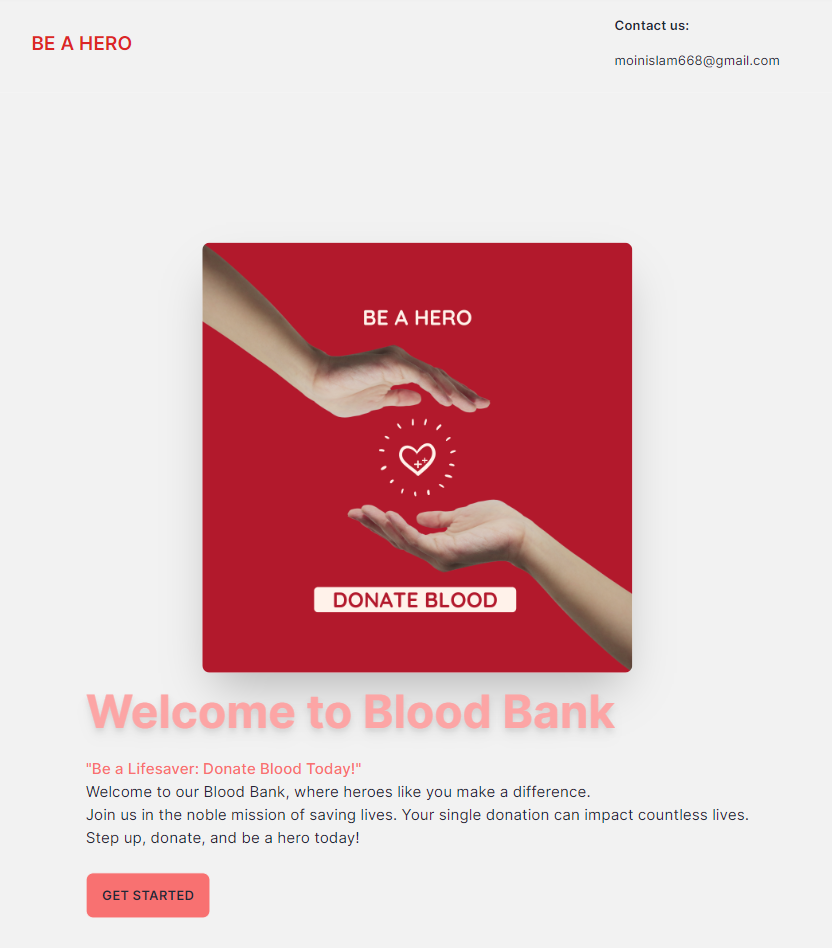 BE A HERO
Contact us:
moinislam668@gmail.com
BE A HERO
DONATE BLOOD
Welcome to Blood Bank
"Be a Lifesaver: Donate Blood Today!"
Welcome to our Blood Bank, where heroes like you make a difference.
Join us in the noble mission of saving lives. Your single donation can impact countless lives.
Step up, donate, and be a hero today!
GET STARTED